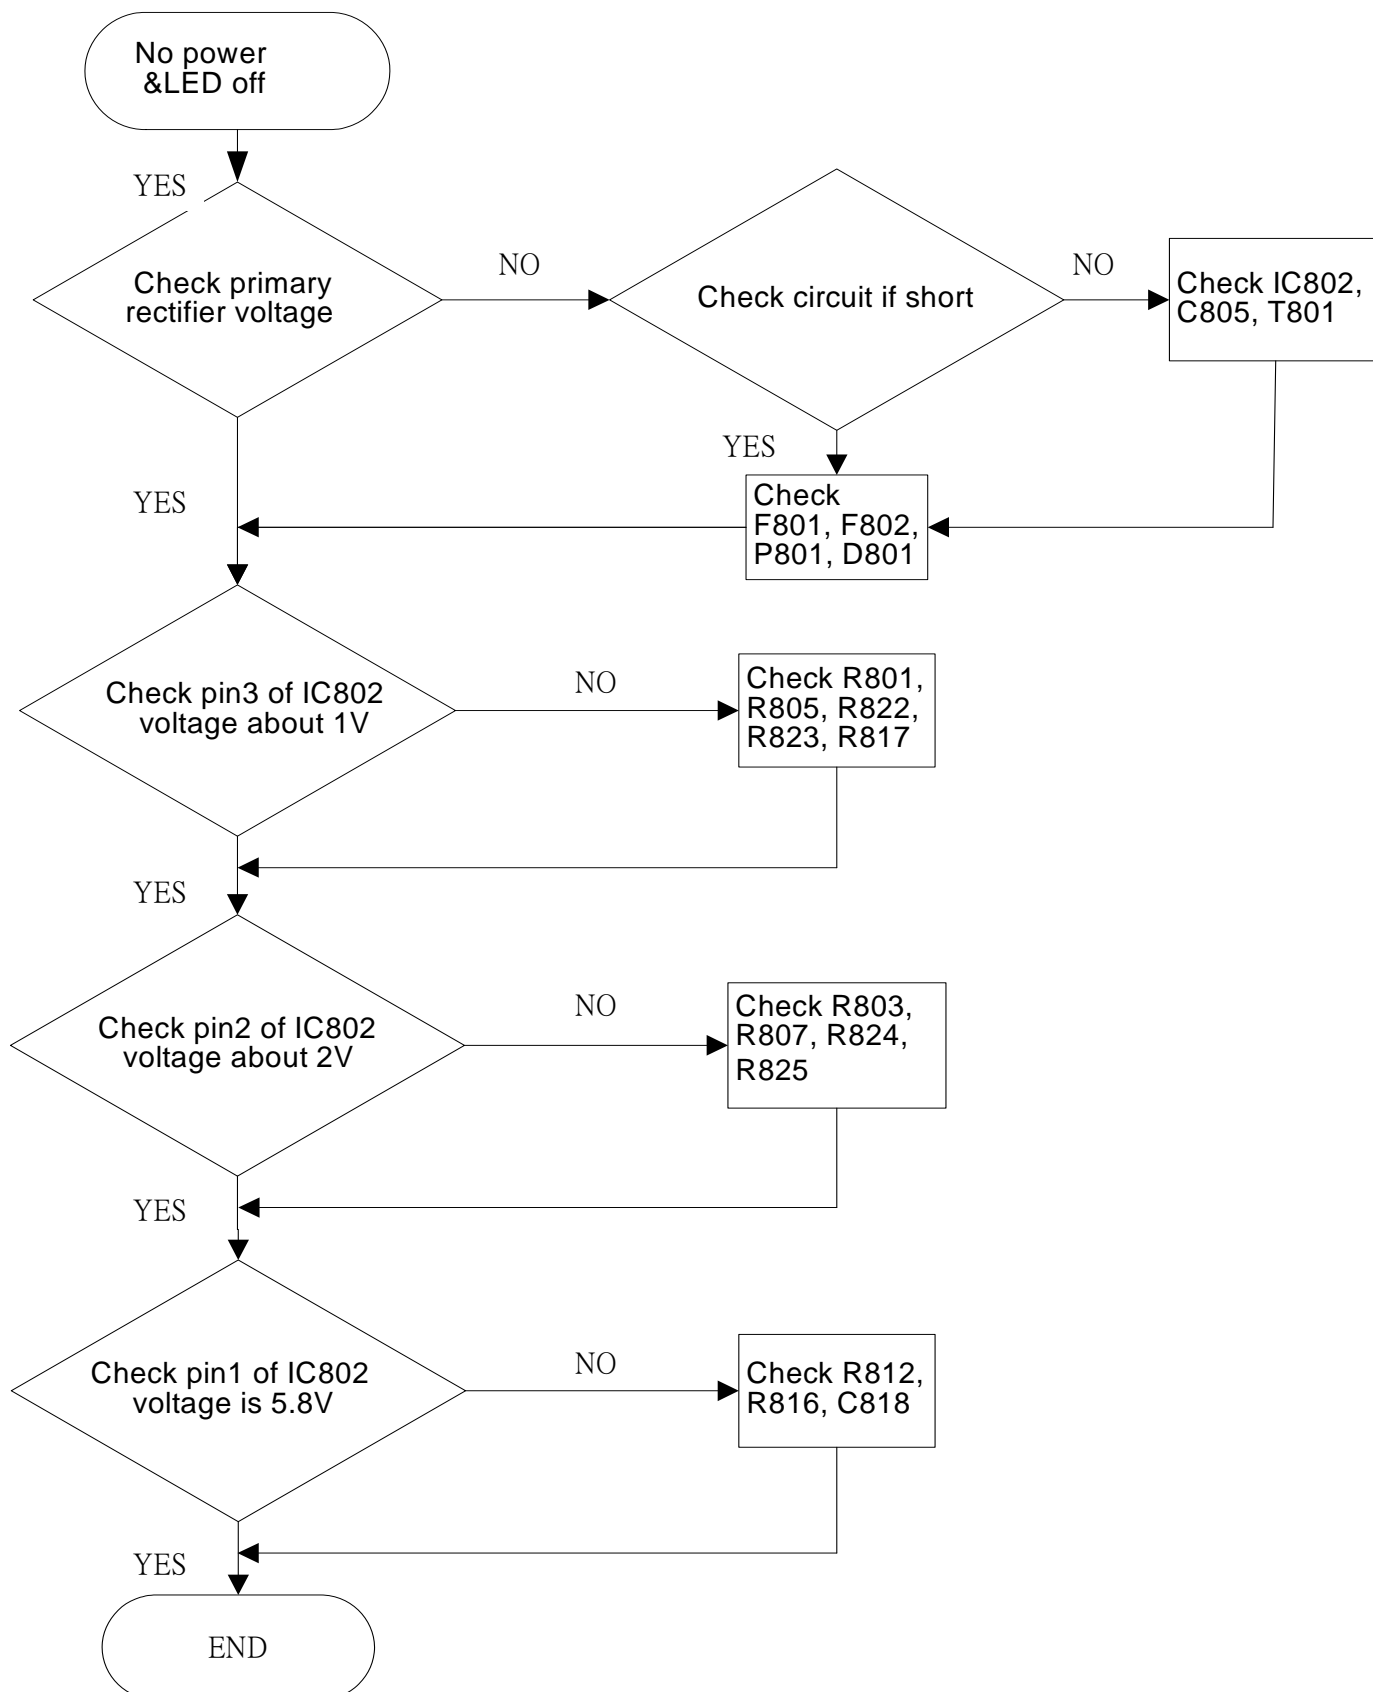 No power
&LED off
YES
Check primary
rectifier voltage
NO
Check circuit if short
NO
Check IC802,
C805, T801
YES
YES
Check
F801, F802,
P801, D801
Check pin3 of IC802
voltage about 1V
NO
Check R801,
R805, R822,
R823, R817
YES
Check pin2 of IC802
voltage about 2V
NO
Check R803,
R807, R824,
R825
YES
Check pin1 of IC802
voltage is 5.8V
NO
Check R812,
R816, C818
YES
END